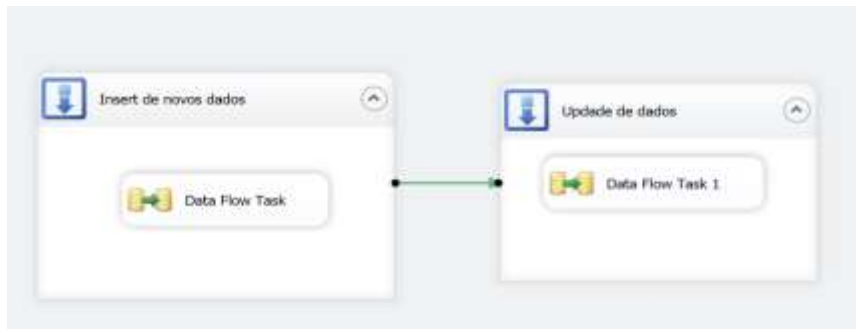 Insert de novos dados
Data Flow Task
Updade de dados
Data Flow Task 1